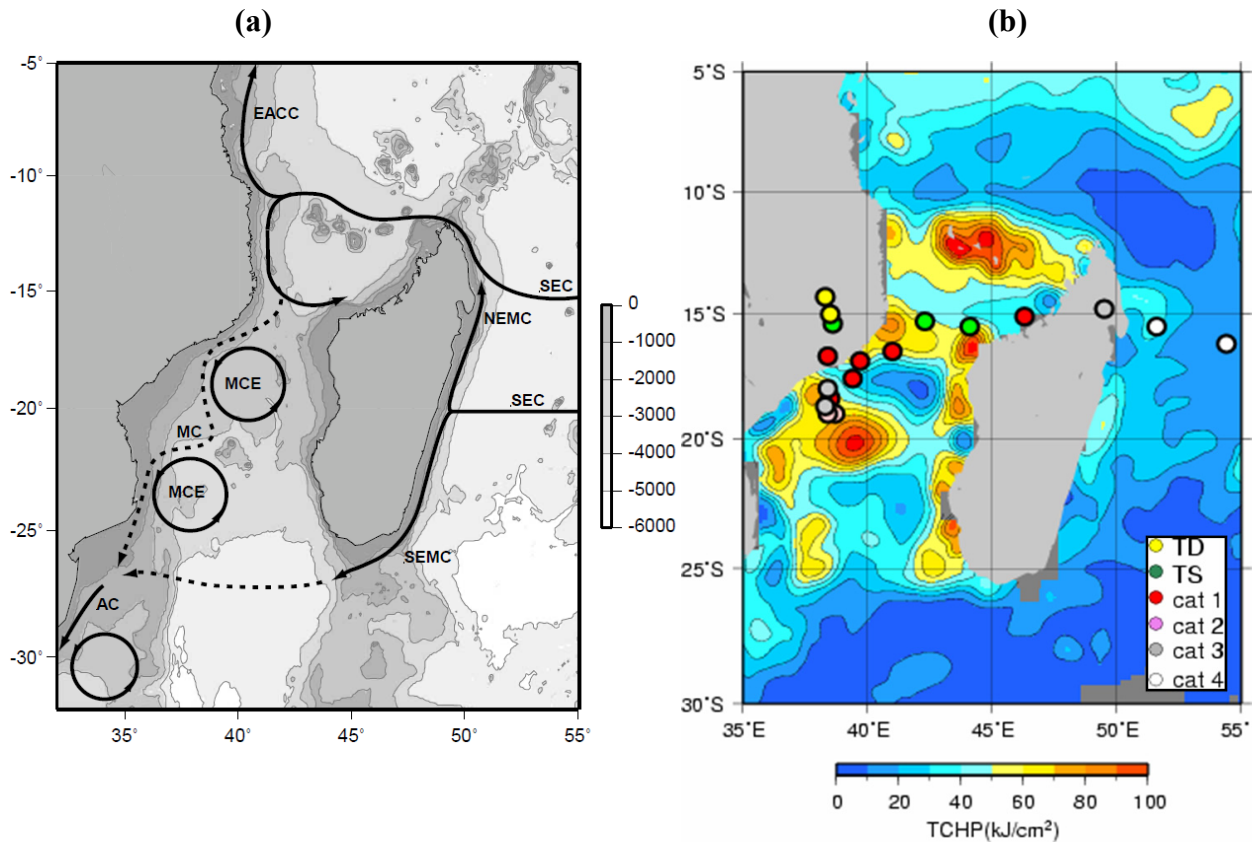 (a)
(b)
-5°
-10°
-15°
-20°
-25°
-30°
35°
40°
45°
50°
55°
EACC
SEC
NEMC
MCE
SEC
MC
MCE
SEMC
AC
0
-1000
-2000
-3000
-4000
-5000
-6000
5°S
10°S
15°S
20°S
25°S
30°S
35°E
40°E
45°E
50°E
55°E
TD
TS
cat 1
cat 2
cat 3
cat 4
0 20 40 60 80 100
TCHP(kJ/cm²)